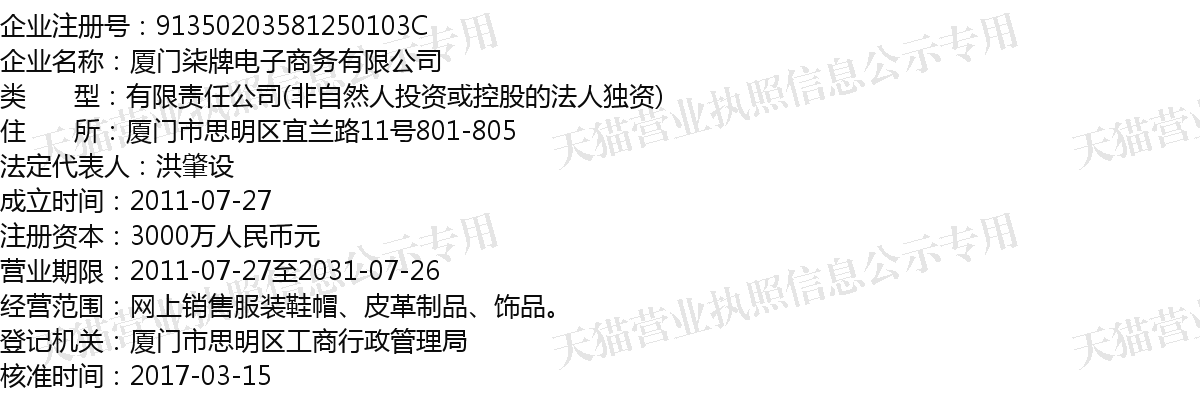 企业注册号：91350203581250103C
企业名称：厦门柒牌电子商务有限公司
类　　型：有限责任公司(非自然人投资或控股的法人独资)
住　　所：厦门市思明区宜兰路11号801-805
法定代表人：洪肇设
成立时间：2011-07-27
注册资本：3000万人民币元
营业期限：2011-07-27至2031-07-26
经营范围：网上销售服装鞋帽、皮革制品、饰品。
登记机关：厦门市思明区工商行政管理局
核准时间：2017-03-15
天猫营业执照信息公示专用
天猫营业执照信息公示专用
天猫营业执
天猫营业执照信息公示专用
天猫营业执照信息公示专用
天猫营业执